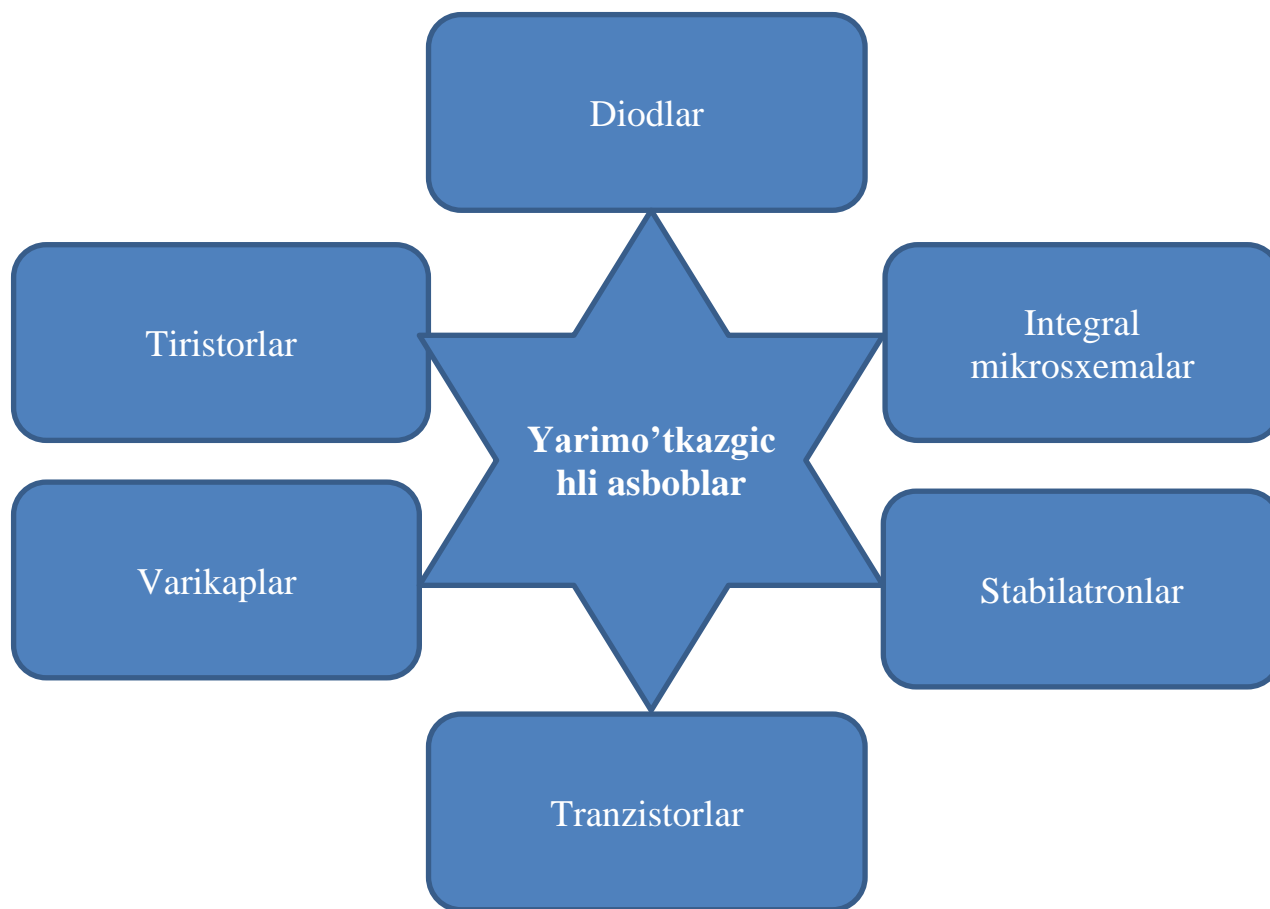 Diodlar
Tiristorlar
Integral
mikrosxemalar
Yarimo’tkazgic
hli asboblar
Varikaplar
Stabilatronlar
Tranzistorlar